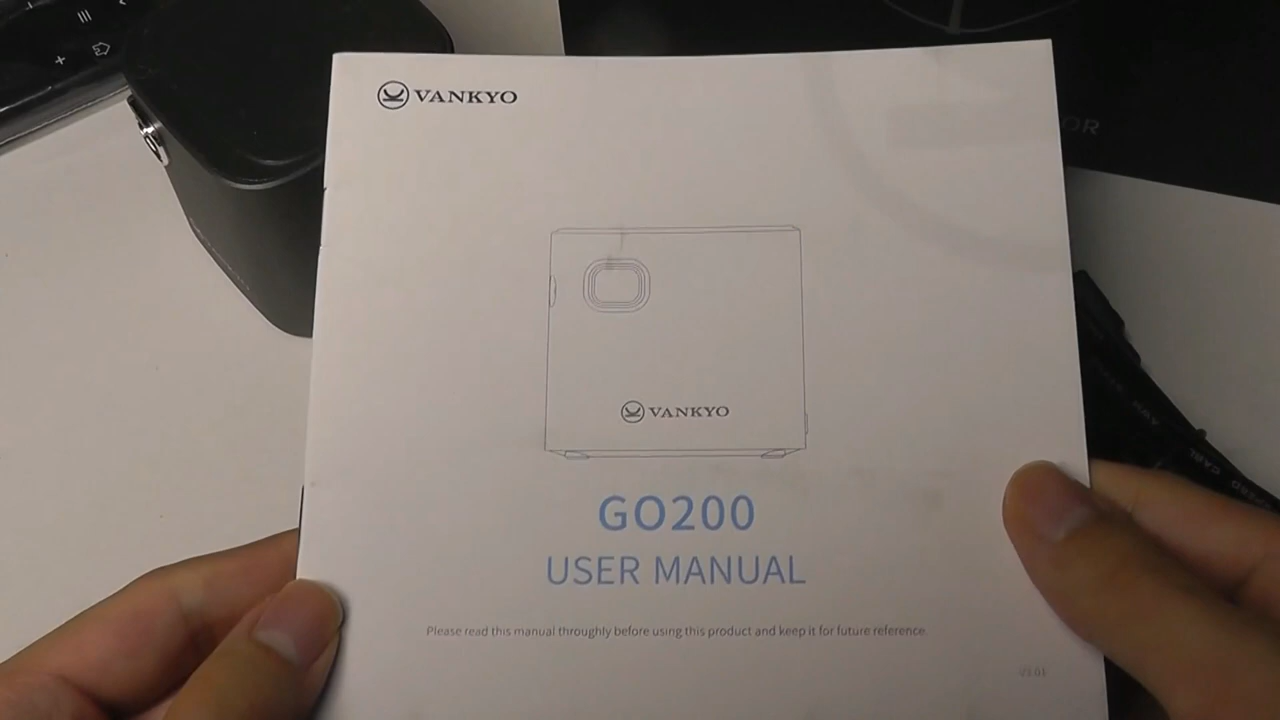 VANKYO
OR
VANKYO
GO200
USER MANUAL
Please read this manual throughly before using this product and keep it for future reference.